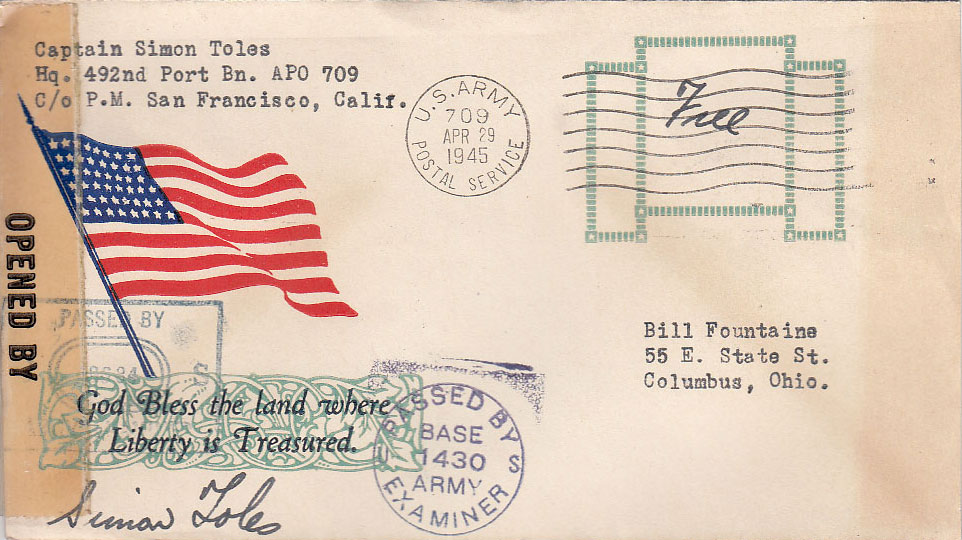 Captain Simon Toles
Hq. 492nd Port Bn. APO 709
C/o P.M. San Francisco, Calif.
U.S. ARMY
709
APR 29
1945
POSTAL SERVICE
Free
OPENED BY
PASSED BY
S
Bill Fountaine
55 E. State St.
Columbus, Ohio.
God Bless the land where
Liberty is Treasured.
PASSED BY
BASE
U 1430 S
ARMY
EXAMINER
Simon Toles